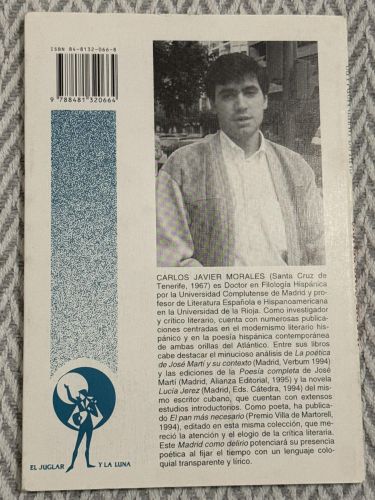 ISBN 84-8132-066-8
9 788481 320664
CARLOS JAVIER MORALES (Santa Cruz de
Tenerife, 1967) es Doctor en Filología Hispánica
por la Universidad Complutense de Madrid y pro-
fesor de Literatura Española e Hispanoamericana
en la Universidad de la Rioja. Como investigador
y crítico literario, cuenta con numerosas publica-
ciones centradas en el modernismo literario his-
pánico y en la poesía hispánica contemporánea
de ambas orillas del Atlántico. Entre sus libros
cabe destacar el minucioso análisis de La poética
de José Martí y su contexto (Madrid, Verbum 1994)
y las ediciones de la Poesía completa de José
Martí (Madrid, Alianza Editorial, 1995) y la novela
Lucía Jerez (Madrid, Eds. Cátedra, 1994) del mis-
mo escritor cubano, que cuentan con extensos
estudios introductorios. Como poeta, ha publica-
do El pan más necesario (Premio Villa de Martorell,
1994), editado en esta misma colección, que me-
reció la atención y el elogio de la crítica literaria.
Este Madrid como delirio potenciará su presencia
poética al fijar el tiempo con un lenguaje colo-
quial transparente y lírico.
EL JUGLAR Y LA LUNA